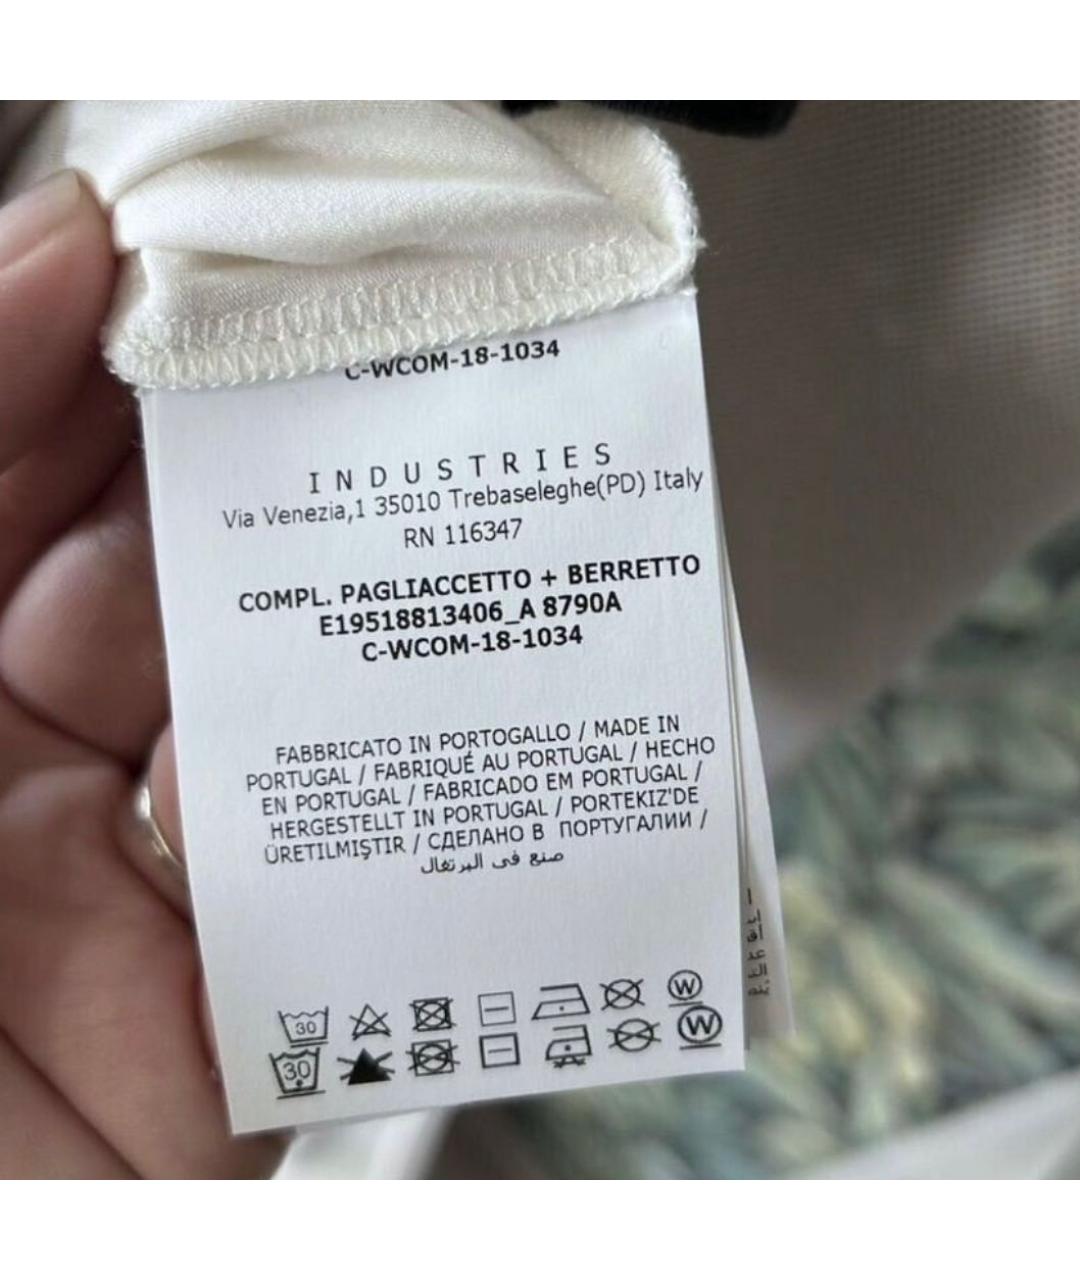 C-WCOM-18-1034
INDUSTRIES
Via Venezia,1 35010 Trebaseleghe(PD) Italy
RN 116347
COMPL. PAGLIACCETTO + BERRETTO
E19518813406_A 8790A
C-WCOM-18-1034
FABBRICATO IN PORTOGALLO / MADE IN
PORTUGAL / FABRIQUÉ AU PORTUGAL / HECHO
EN PORTUGAL / FABRICADO EM PORTUGAL /
HERGESTELLT IN PORTUGAL / PORTEKIZ'DE
ÜRETILMIŞTIR / СДЕЛАНО В ПОРТУГАЛИИ /
صنع في البرتغال
30 W
30 W